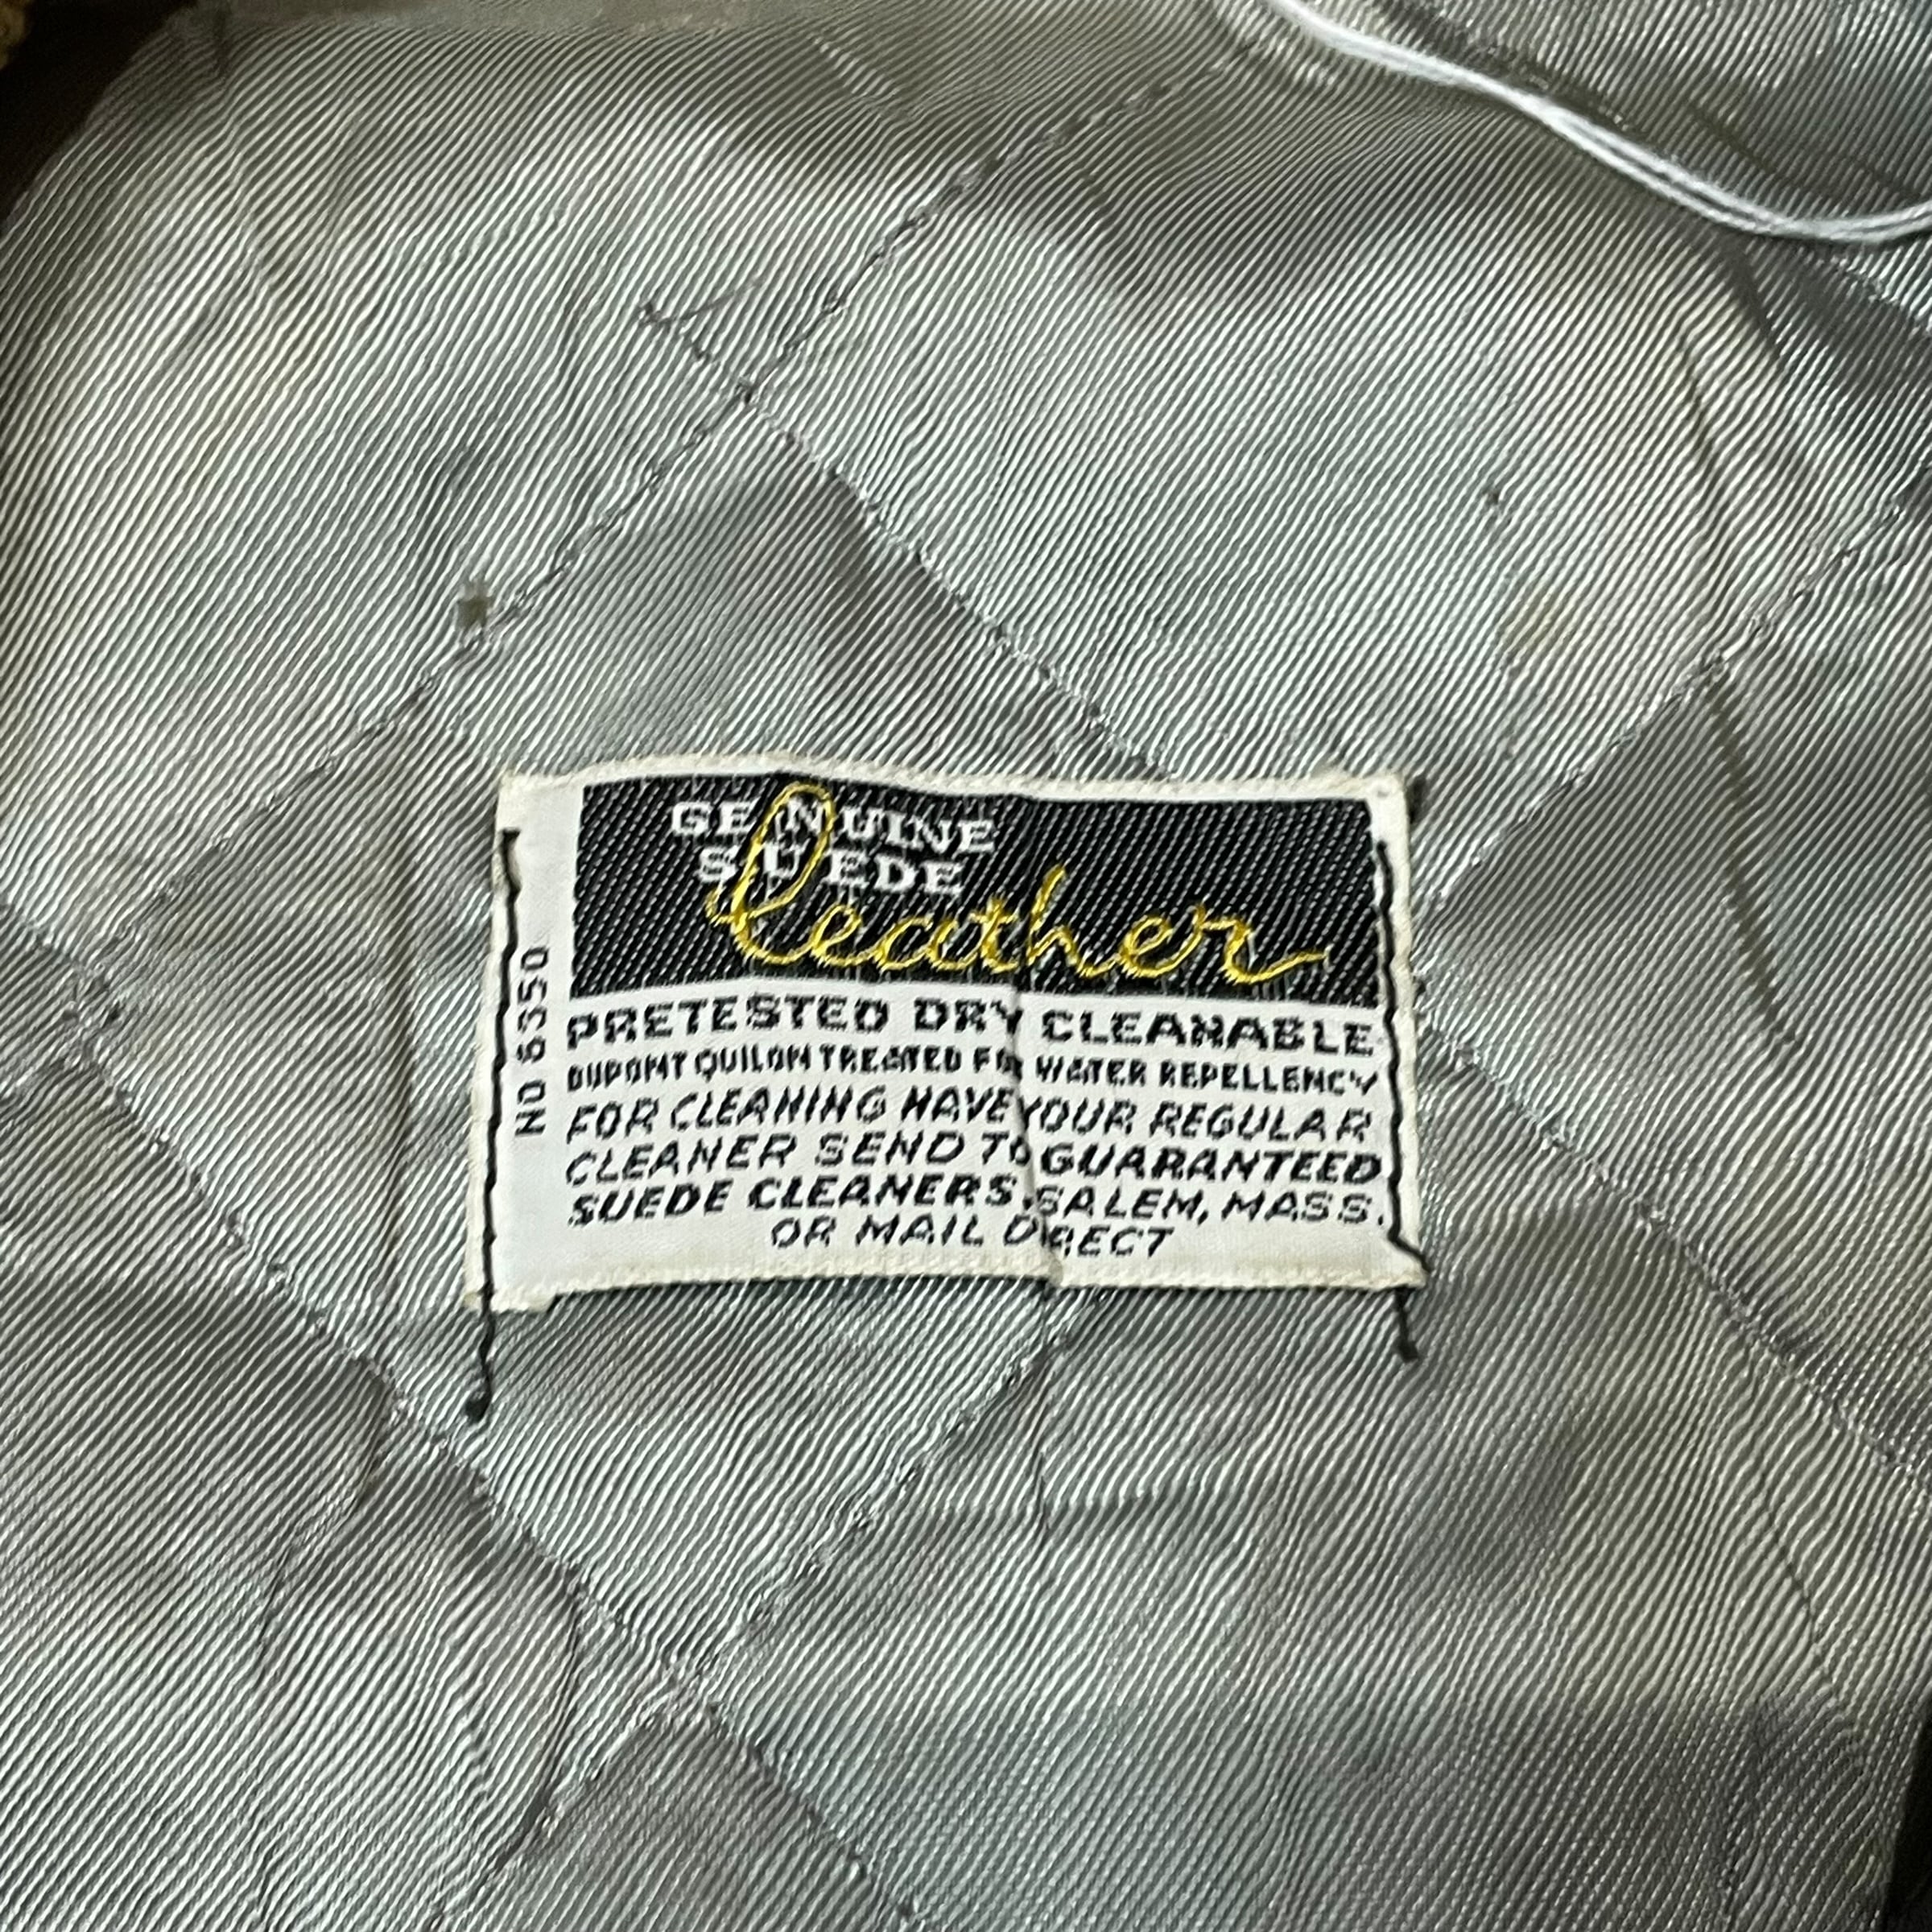 GENUINE
SUEDE
leather
PRETESTED DRY CLEANABLE
DUPONT QUILON TREATED FOR WATER REPELLENCY
FOR CLEANING HAVE YOUR REGULAR
CLEANER SEND TO GUARANTEED
SUEDE CLEANERS, SALEM, MASS.
OR MAIL DIRECT
NO 6350